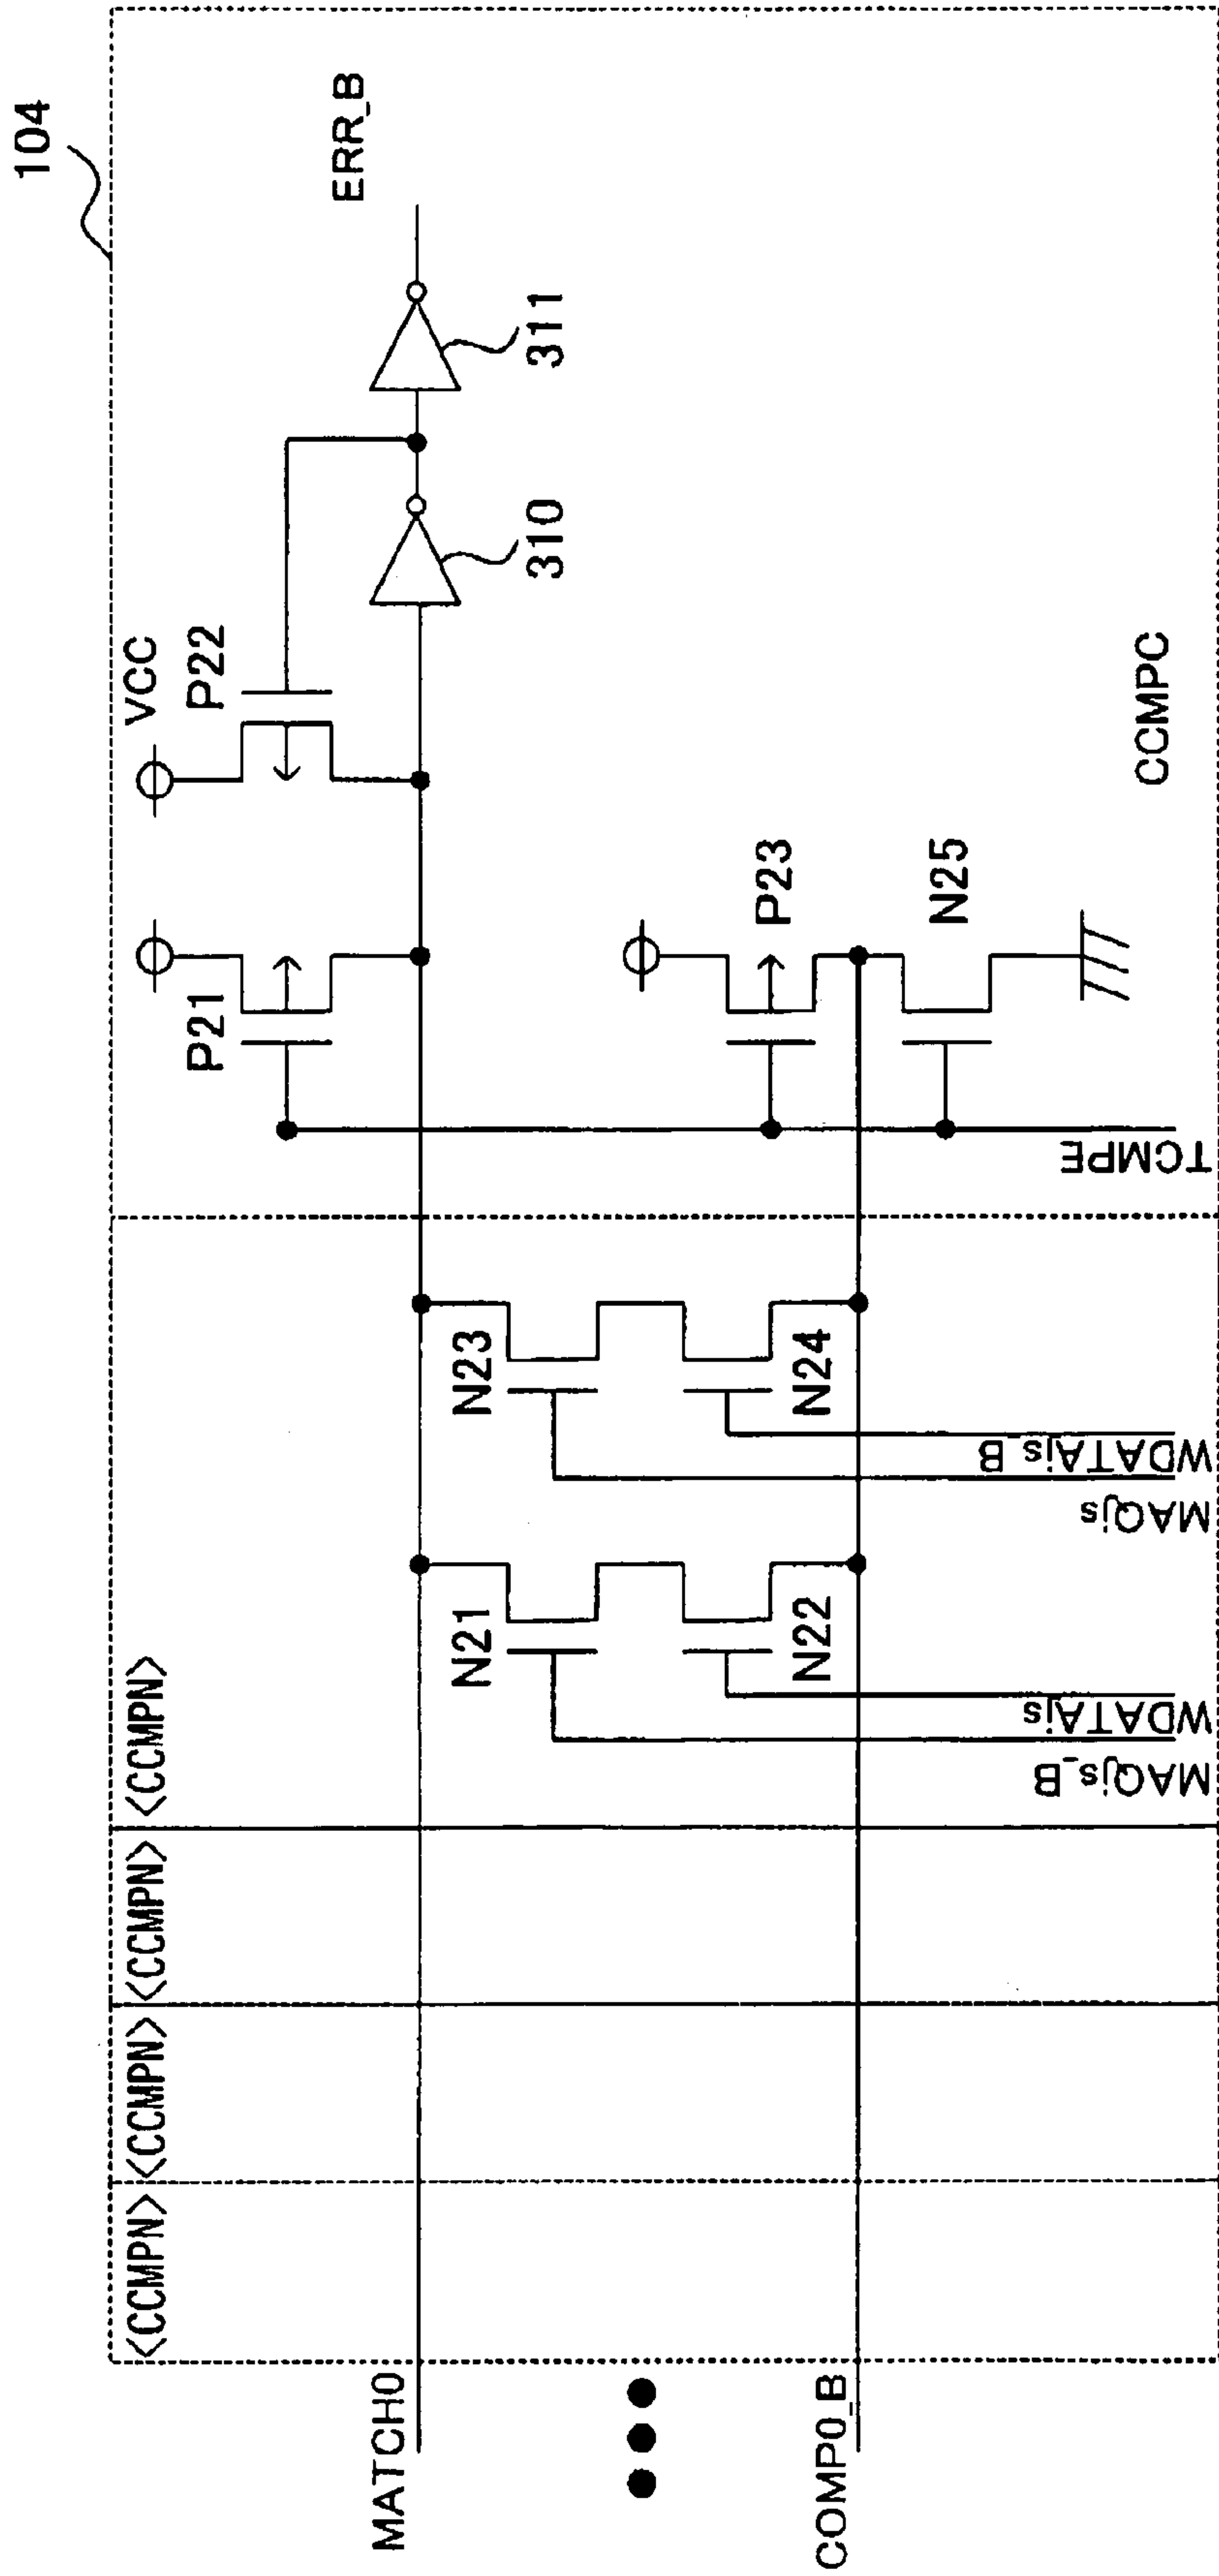 104
<CCMPN>
<CCMPN>
<CCMPN>
<CCMPN>
VCC
P21
P22
ERR_B
MATCH0
310
311
N21
N23
P23
N22
N24
N25
COMP0_B
MAQjs_B
WDATAjs
MAQjs
WDATAjs_B
TCMPE
CCMPC